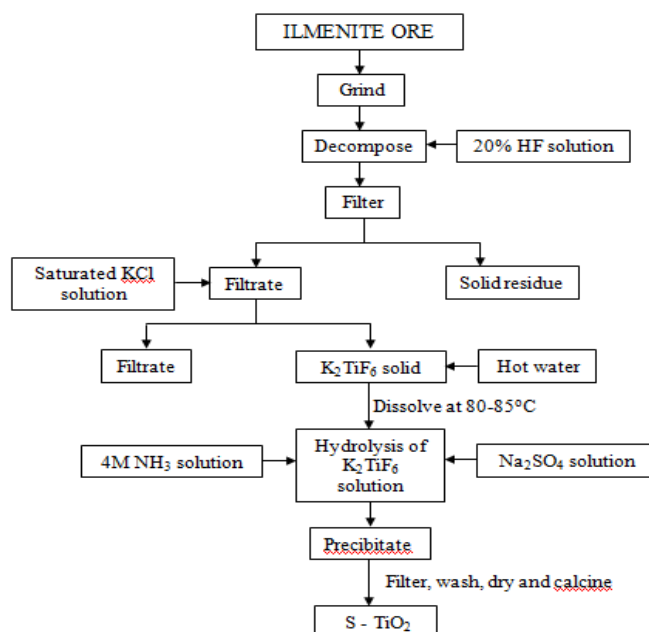 ILMENITE ORE
Grind
Decompose
20% HF solution
Filter
Saturated KCl
solution
Filtrate
Solid residue
Filtrate
K₂TiF₆ solid
Hot water
Dissolve at 80-85°C
4M NH₃ solution
Hydrolysis of
K₂TiF₆
solution
Na₂SO₄ solution
Precibitate
Filter, wash, dry and calcine
S - TiO₂